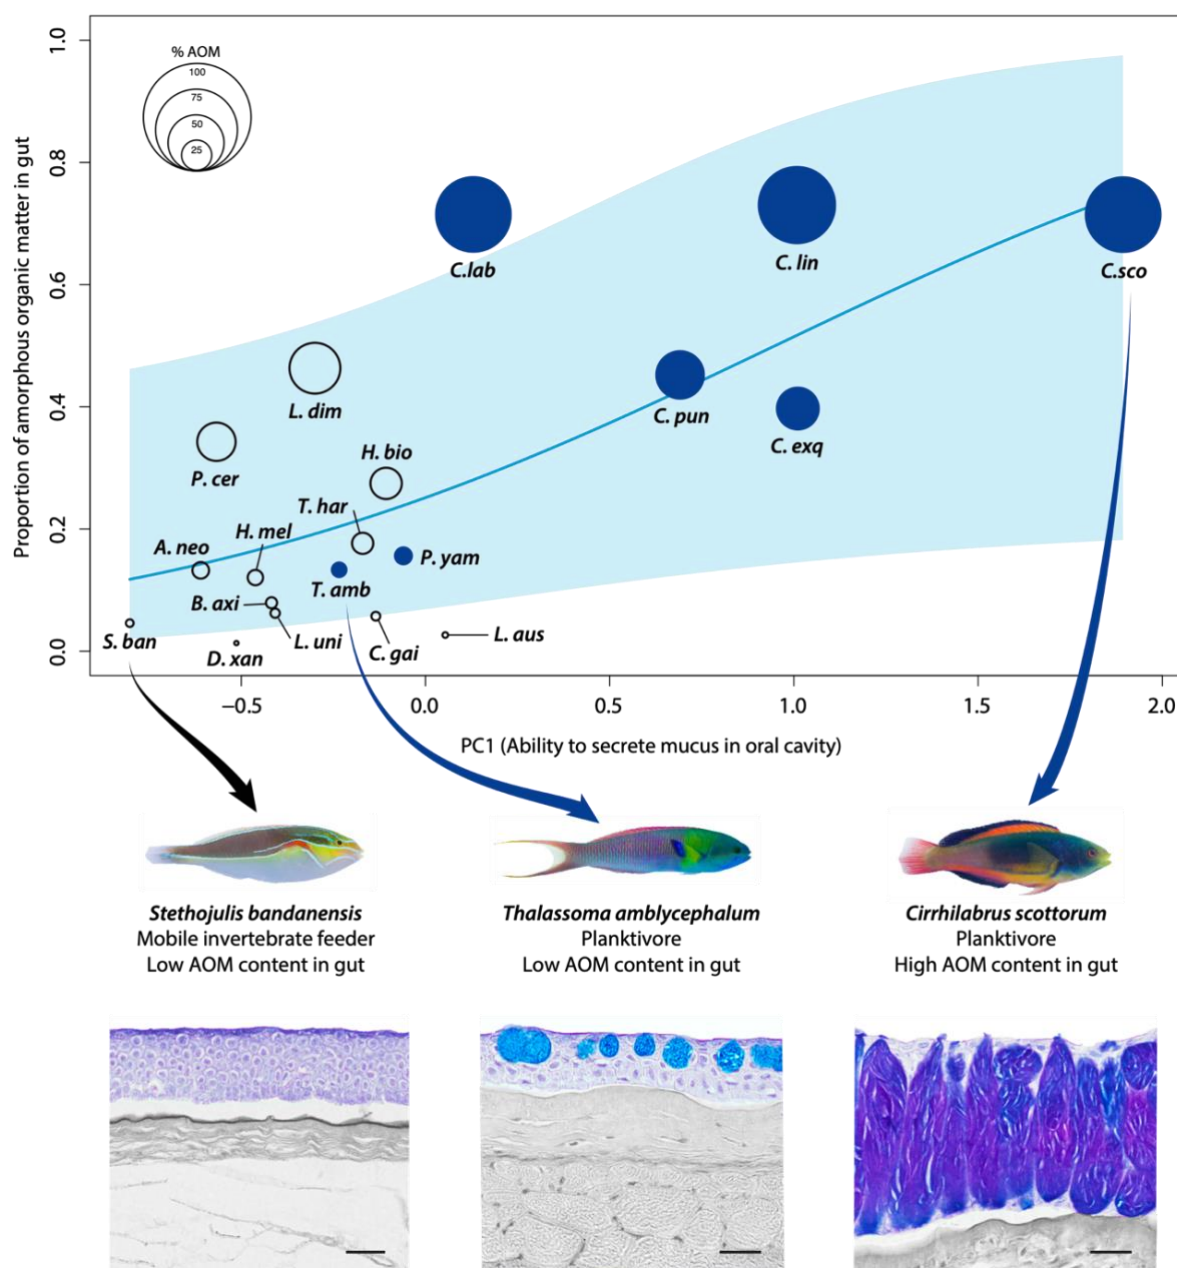 % AOM
100
75
50
25
Proportion of amorphous organic matter in gut
1.0
0.8
0.6
0.4
0.2
0.0
C.lab
C. lin
C.sco
L. dim
C. pun
C. exq
P. cer
H. bio
T. har
H. mel
A. neo
P. yam
T. amb
B. axi
L. uni
S. ban
D. xan
C. gai
L. aus
−0.5
0.0
0.5
1.0
1.5
2.0
PC1 (Ability to secrete mucus in oral cavity)
Stethojulis bandanensis
Mobile invertebrate feeder
Low AOM content in gut
Thalassoma amblycephalum
Planktivore
Low AOM content in gut
Cirrhilabrus scottorum
Planktivore
High AOM content in gut